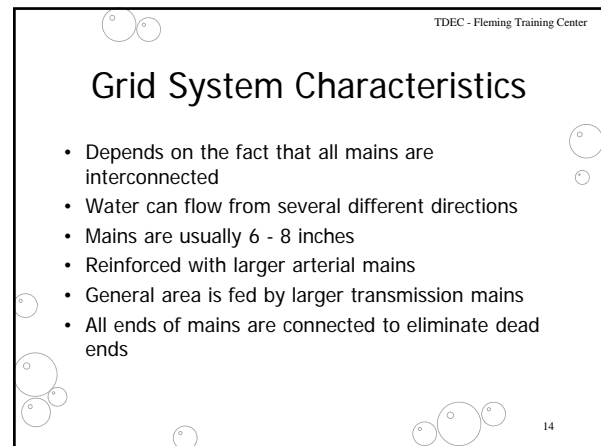 TDEC - Fleming Training Center
Grid System Characteristics
• Depends on the fact that all mains are
interconnected
• Water can flow from several different directions
• Mains are usually 6 - 8 inches
• Reinforced with larger arterial mains
• General area is fed by larger transmission mains
• All ends of mains are connected to eliminate dead
ends
14